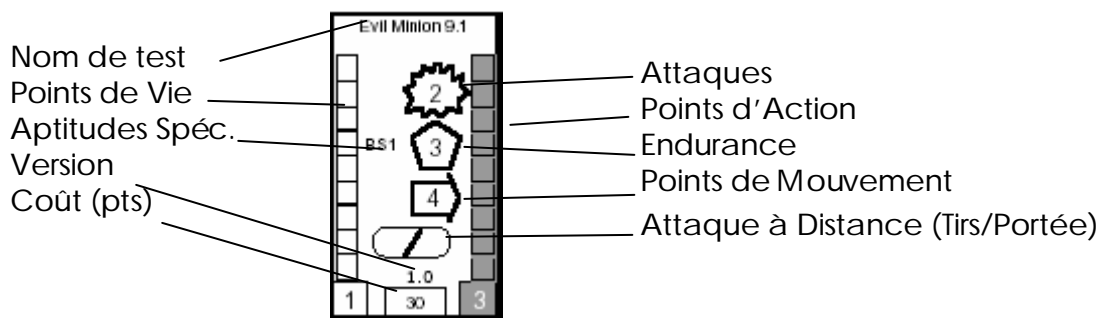 Evil Minion 9.1
Nom de test
Points de Vie
Aptitudes Spéc.
Version
Coût (pts)
2
BS1
3
4
1.0
1
30
3
Attaques
Points d'Action
Endurance
Points de Mouvement
Attaque à Distance (Tirs/Portée)